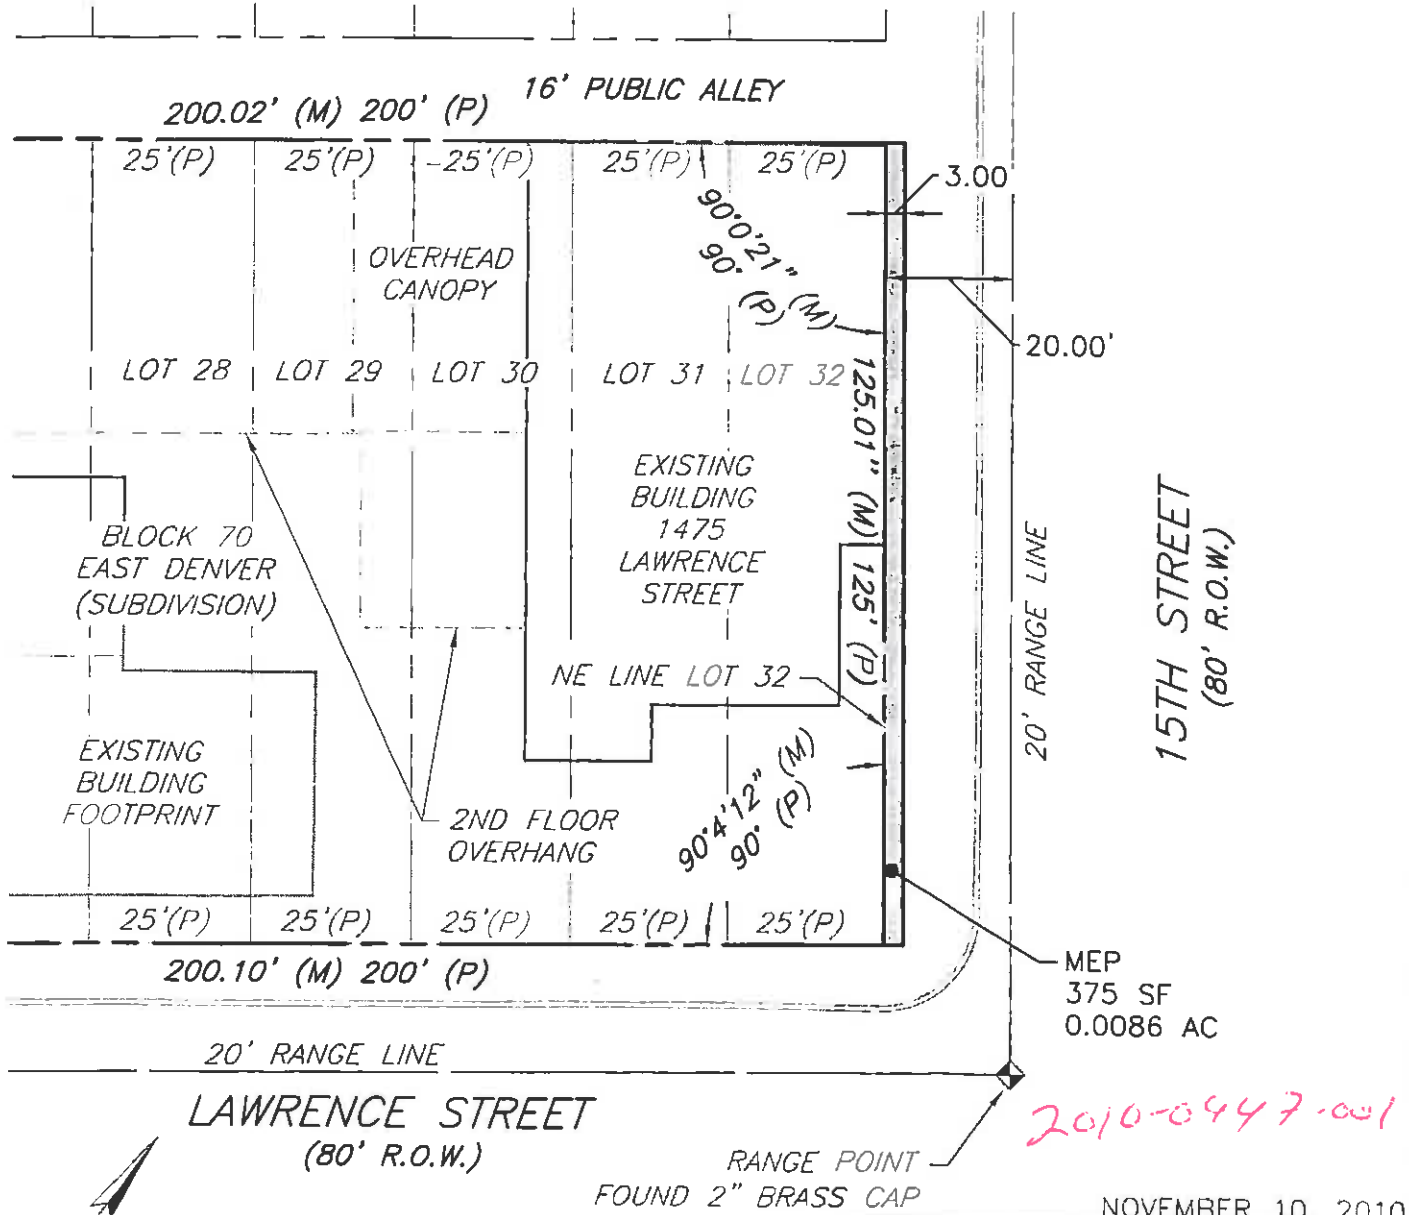 16' PUBLIC ALLEY
200.02' (M) 200' (P)
25'(P) 25'(P) 25'(P) 25'(P) 25'(P)
3.00
90°0'21" (M)
90° (P)
OVERHEAD
CANOPY
20.00'
LOT 28 LOT 29 LOT 30 LOT 31 LOT 32
125.01" (M) 125' (P)
EXISTING
BUILDING
1475
LAWRENCE
STREET
BLOCK 70
EAST DENVER
(SUBDIVISION)
20' RANGE LINE
15TH STREET
(80' R.O.W.)
NE LINE LOT 32
EXISTING
BUILDING
FOOTPRINT
2ND FLOOR
OVERHANG
90°4'12" (M)
90° (P)
25'(P) 25'(P) 25'(P) 25'(P) 25'(P)
200.10' (M) 200' (P)
MEP
375 SF
0.0086 AC
20' RANGE LINE
LAWRENCE STREET
(80' R.O.W.)
2010-0447-001
RANGE POINT
FOUND 2" BRASS CAP
NOVEMBER 10, 2010